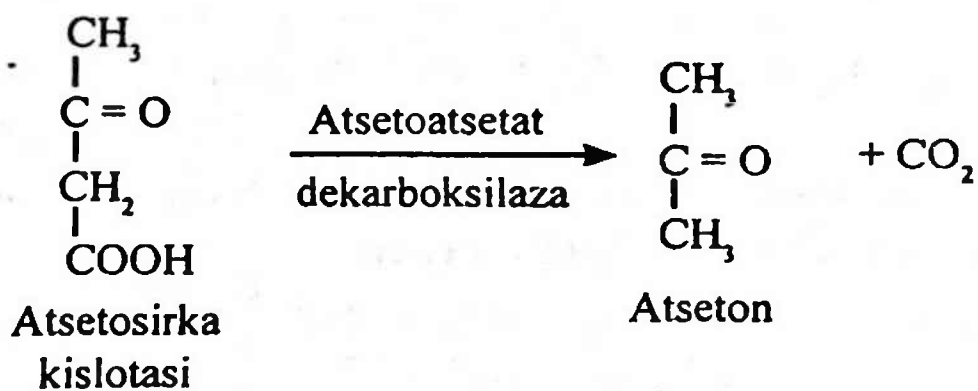 CH₃
|
C = O
|
CH₂
|
COOH
Atsetosirka
kislotasi
Atsetoatsetat
dekarboksilaza
CH₃
|
C = O
|
CH₃
Atseton
+ CO₂